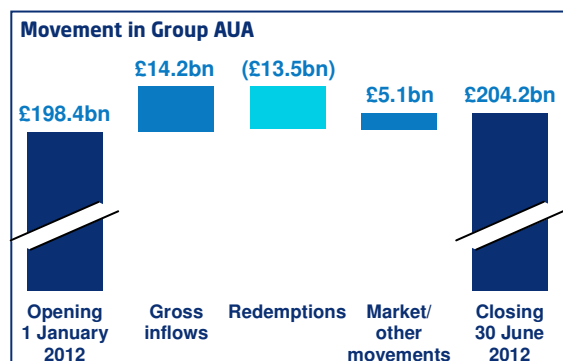 Movement in Group AUA
£14.2bn
(£13.5bn)
£5.1bn
£204.2bn
£198.4bn
Opening
1 January
2012
Gross
inflows
Redemptions
Market/
other
movements
Closing
30 June
2012